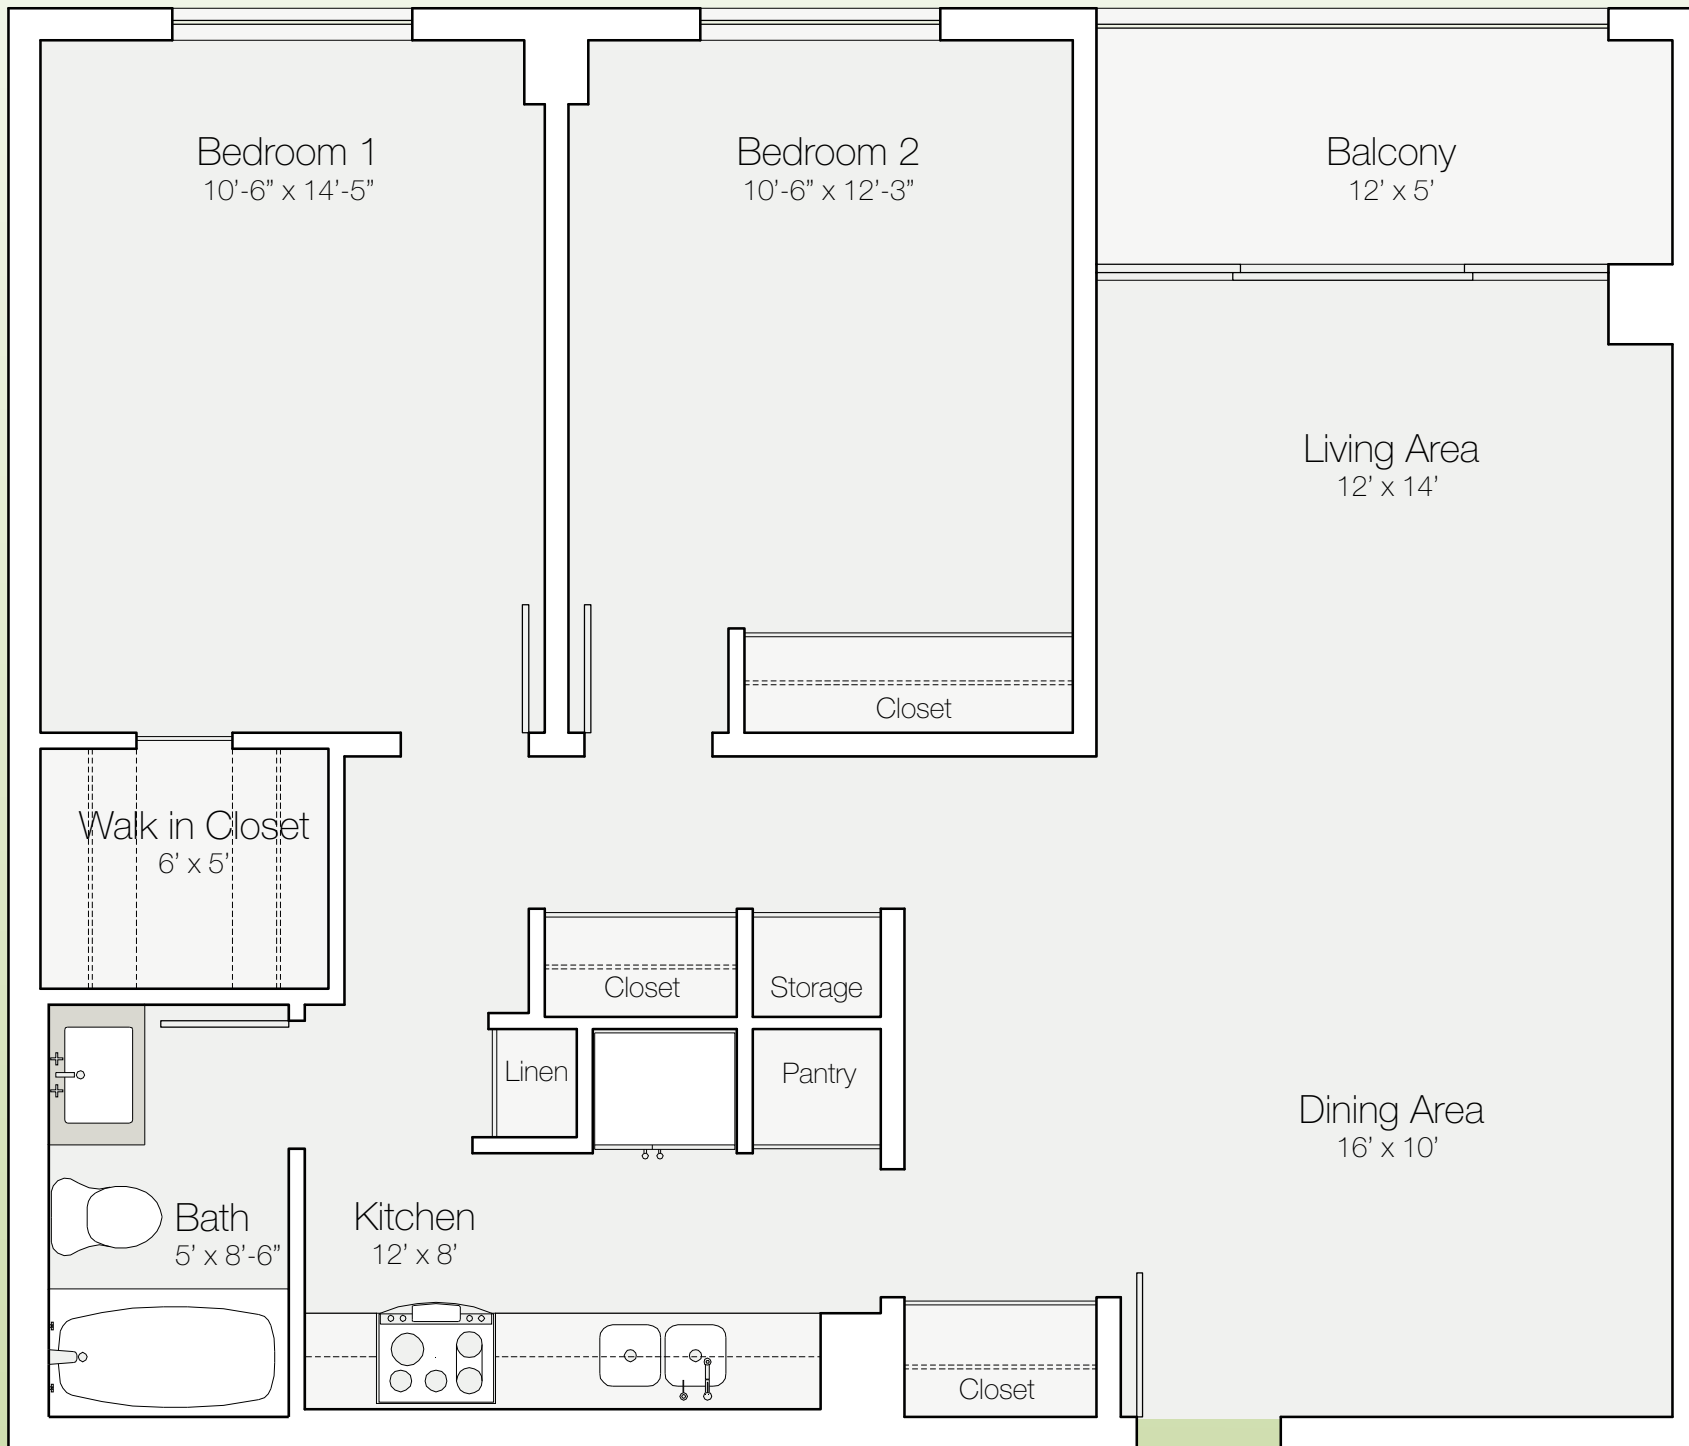 Bedroom 1
10’-6” x 14’-5”
Bedroom 2
10’-6” x 12’-3”
Balcony
12’ x 5’
Living Area
12’ x 14’
Closet
Walk in Closet
6’ x 5’
Closet
Storage
Linen
Pantry
Dining Area
16’ x 10’
Bath
5’ x 8’-6”
Kitchen
12’ x 8’
Closet